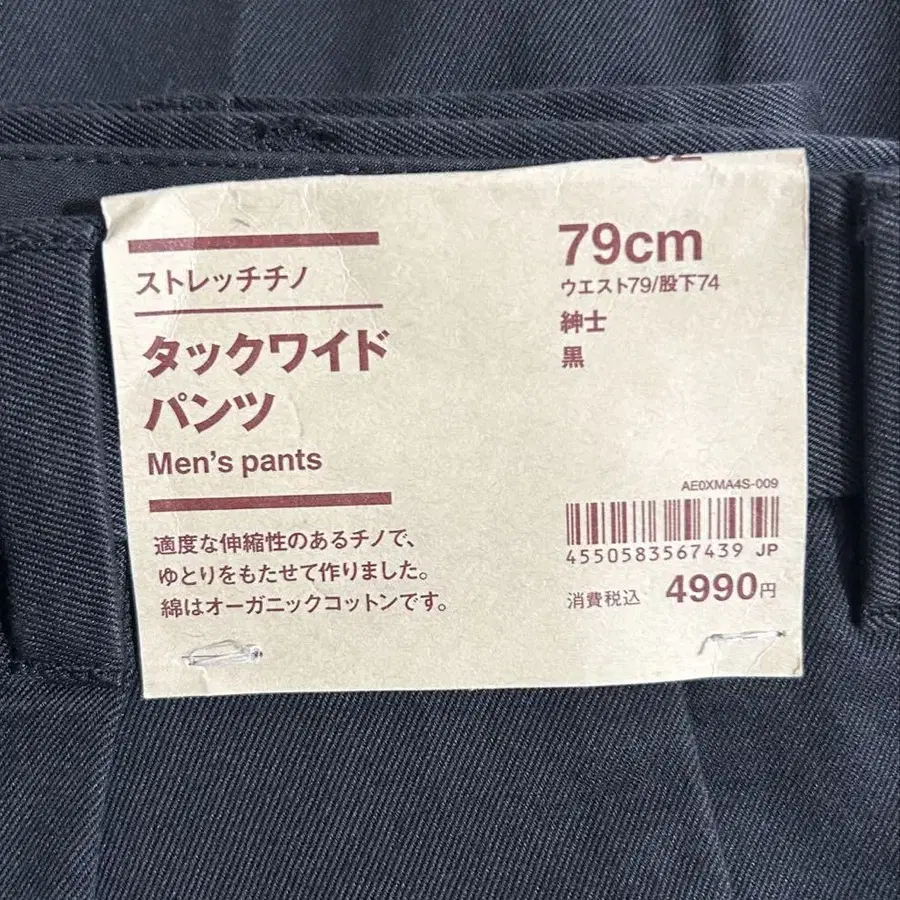 ストレッチチノ
タックワイド
パンツ
Men's pants
適度な伸縮性のあるチノで、
ゆとりをもたせて作りました。
綿はオーガニックコットンです。
79cm
ウエスト79/股下74
紳士
黒
AE0XMA4S-009
4550583567439 JP
消費税込 4990円